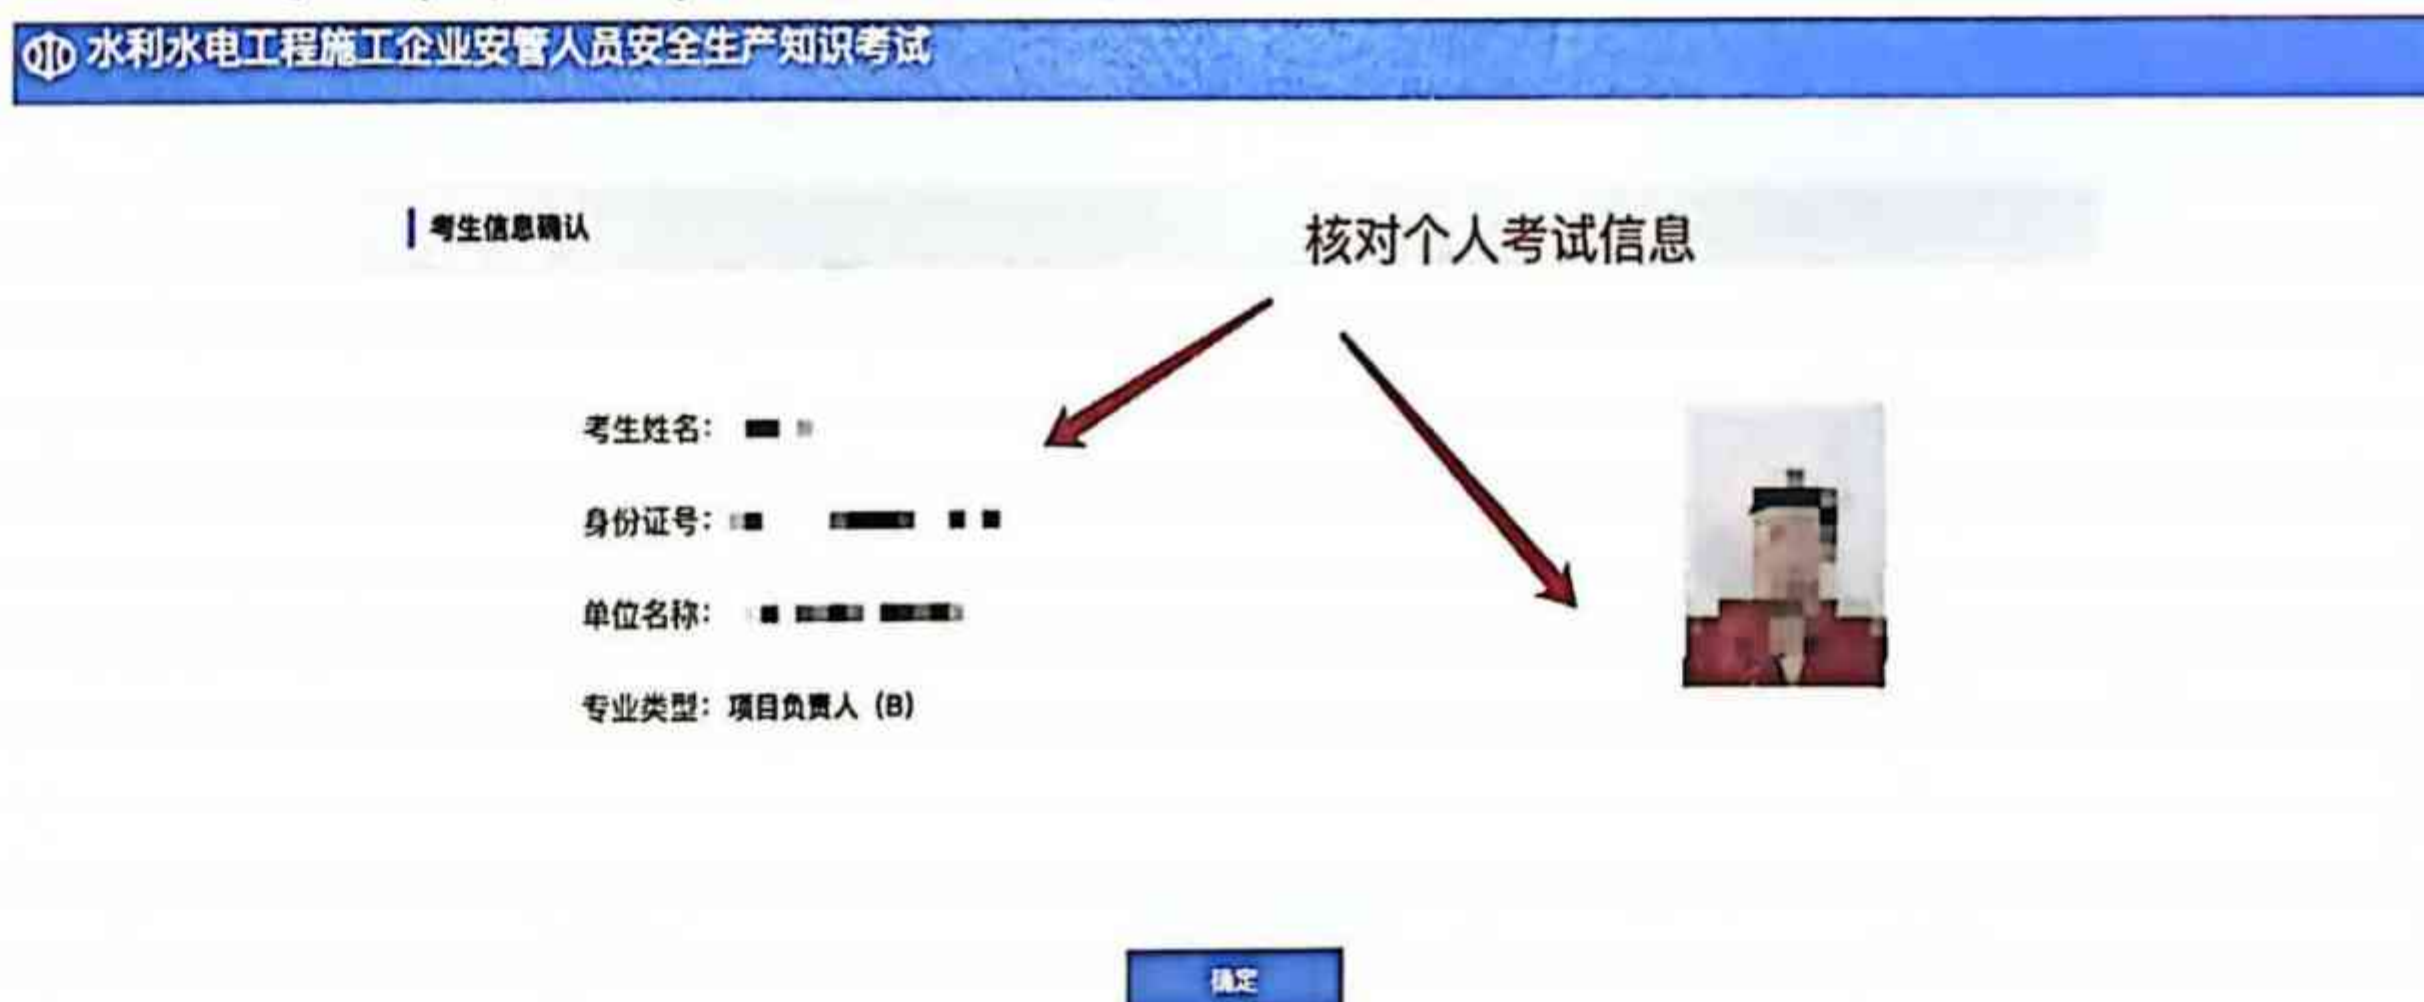 水利水电工程施工企业安管人员安全生产知识考试
考生信息确认
核对个人考试信息
考生姓名：
身份证号：
单位名称：
专业类型：项目负责人（B）
确定